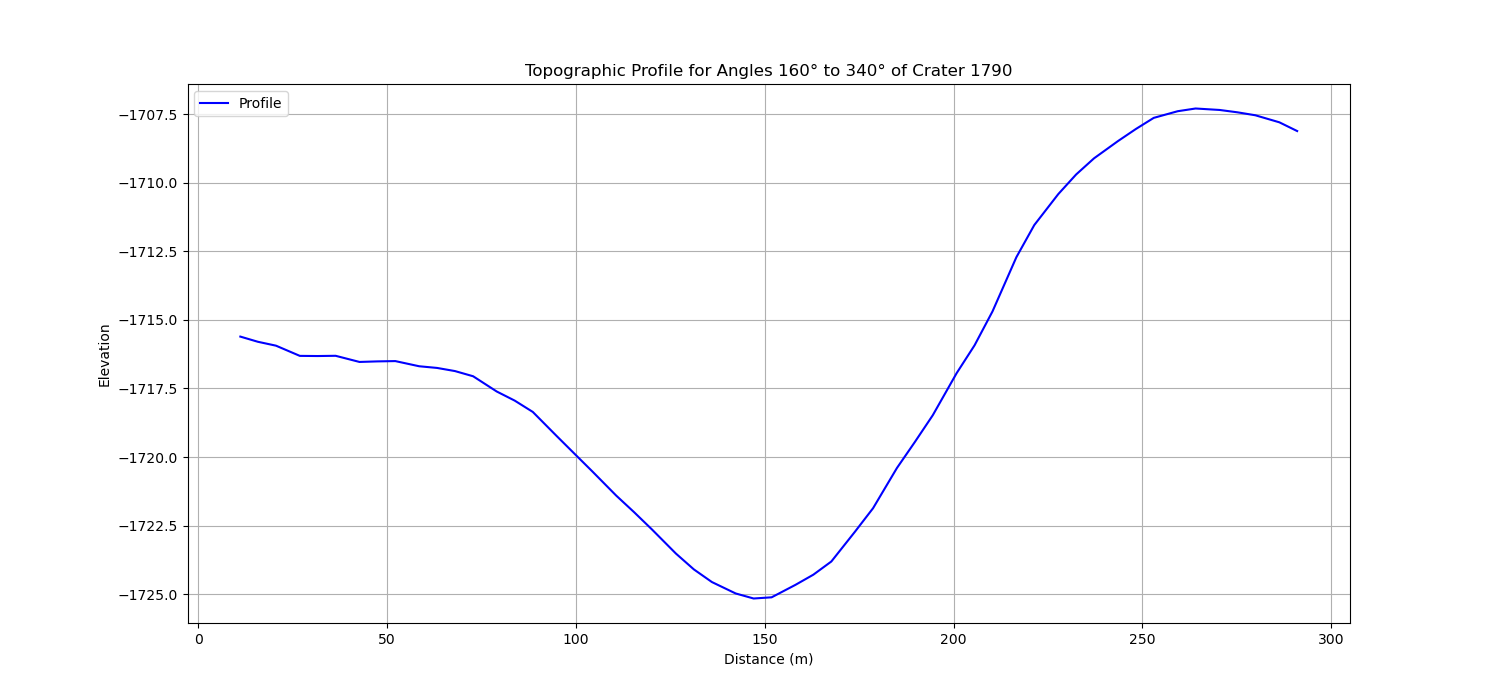 Topographic Profile for Angles 160° to 340° of Crater 1790
Profile
−1707.5
−1710.0
−1712.5
−1715.0
−1717.5
−1720.0
−1722.5
−1725.0
Elevation
0 50 100 150 200 250 300
Distance (m)